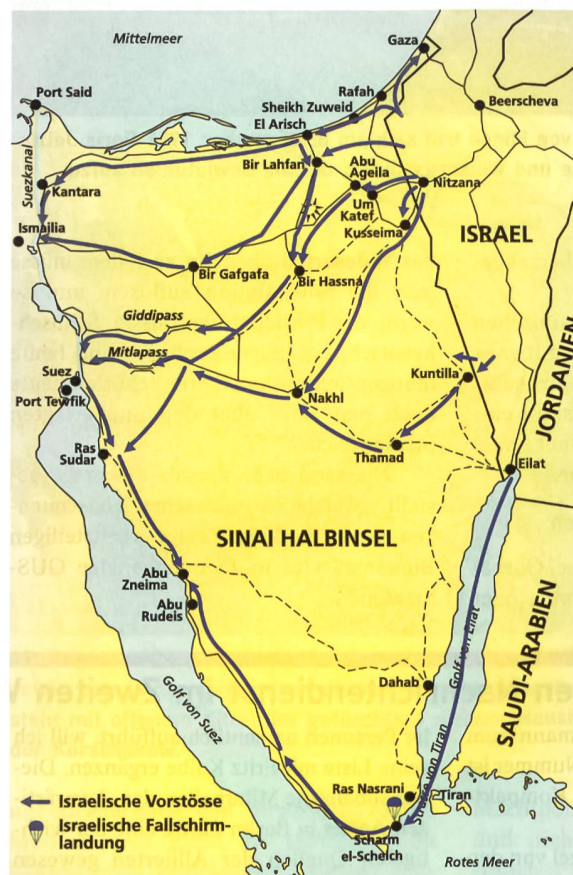 Mittelmeer
Gaza
Port Said
Rafah
Beerscheva
Sheikh Zuweid
El Arisch
Suezkanal
Bir Lahfan
Abu
Ageila
Kantara
Nitzana
Um
Katef
Ismailia
Kusseima
ISRAEL
Bir Gafgafa
Bir Hassna
Giddipass
Mitlapass
Suez
Kuntilla
JORDANIEN
Port Tewfik
Nakhl
Ras
Sudar
Thamad
Eilat
SINAI HALBINSEL
Abu
Zneima
Abu
Rudeis
Golf von Eilat
SAUDI-ARABIEN
Dahab
Golf von Suez
Straße von Tiran
Ras Nasrani
Tiran
Israelische Vorstösse
Israelische Fallschirm-
landung
Scharm
el-Scheich
Rotes Meer